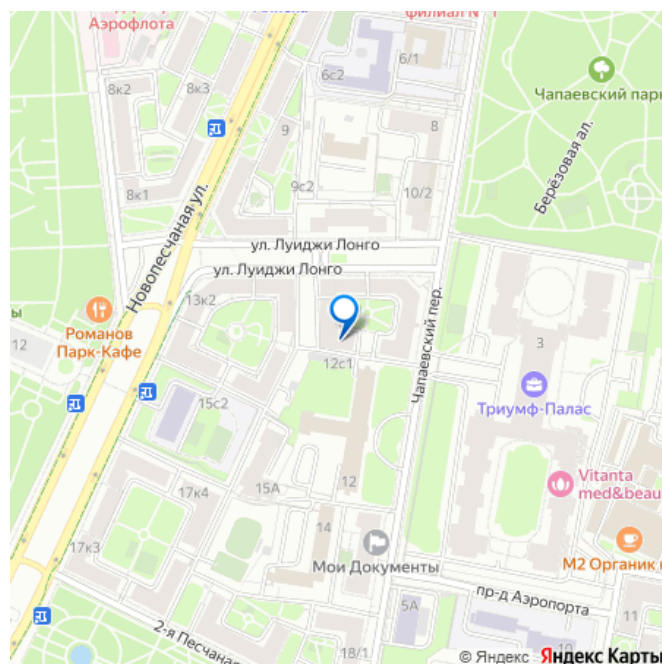 Аэрофлота
филиал №
6с2
6/1
8к2
8к3
Чапаевский парк
9
8
8к1
9с2
10/2
Берёзовая ал.
Новопесчаная ул.
ул. Луиджи Лонго
ул. Луиджи Лонго
13к2
Чапаевский пер.
Романов
Парк-Кафе
12
12с1
3
Триумф-Палас
15с2
Vitanta
med&beau
17к4
15А
12
14
17к3
Мои Документы
М2 Органик
пр-д Аэропорта
5А
11
2-я Песчаная
18/1
10
© Яндекс Яндекс Карты